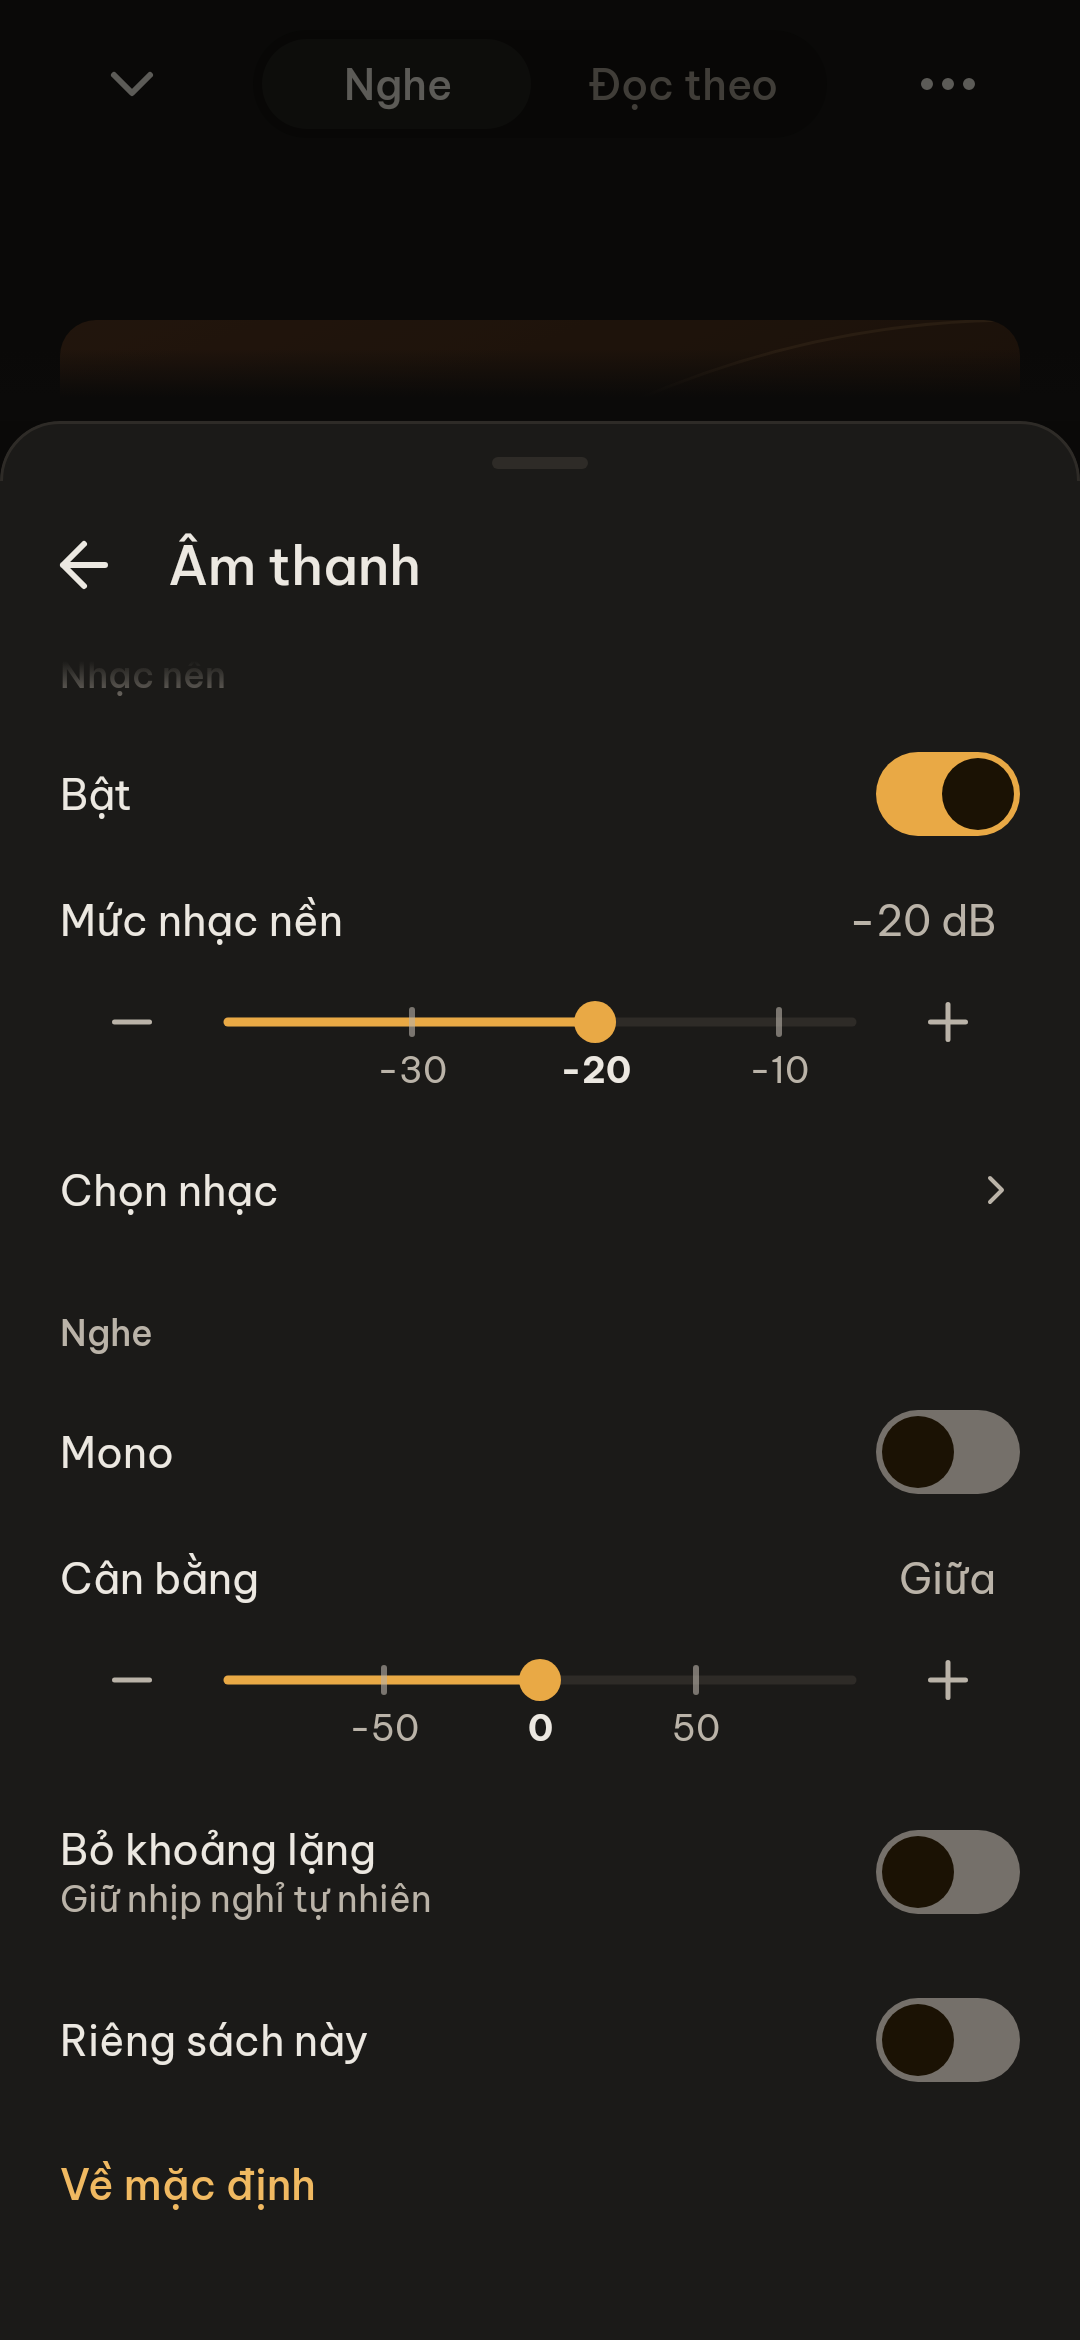 Nghe
Đọc theo
Âm thanh
Nhạc nền
Bật
Mức nhạc nền
-20 dB
-30
-20
-10
Chọn nhạc
Nghe
Mono
Cân bằng
Giữa
-50
0
50
Bỏ khoảng lặng
Giữ nhịp nghỉ tự nhiên
Riêng sách này
Về mặc định